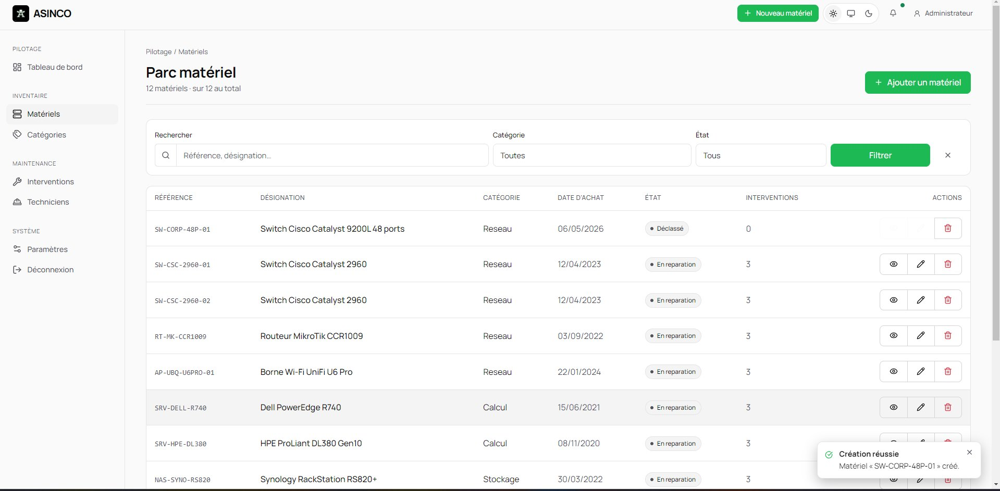 ASINCO
Nouveau matériel
Administrateur
PILOTAGE
Tableau de bord
INVENTAIRE
Matériels
Catégories
MAINTENANCE
Interventions
Techniciens
SYSTÈME
Paramètres
Déconnexion
Pilotage / Matériels
Parc matériel
12 matériels · sur 12 au total
+ Ajouter un matériel
Rechercher Catégorie État
Référence, désignation... Toutes Tous Filtrer
RÉFÉRENCE DÉSIGNATION CATÉGORIE DATE D'ACHAT ÉTAT INTERVENTIONS ACTIONS
SW-CORP-48P-01 Switch Cisco Catalyst 9200L 48 ports Reseau 06/05/2026 Déclassé 0
SW-CSC-2960-01 Switch Cisco Catalyst 2960 Reseau 12/04/2023 En reparation 3
SW-CSC-2960-02 Switch Cisco Catalyst 2960 Reseau 12/04/2023 En reparation 3
RT-MK-CCR1009 Routeur MikroTik CCR1009 Reseau 03/09/2022 En reparation 3
AP-UBQ-U6PRO-01 Borne Wi-Fi UniFi U6 Pro Reseau 22/01/2024 En reparation 3
SRV-DELL-R740 Dell PowerEdge R740 Calcul 15/06/2021 En reparation 3
SRV-HPE-DL380 HPE ProLiant DL380 Gen10 Calcul 08/11/2020 En reparation 3
NAS-SYNO-RS820 Synology RackStation RS820+ Stockage 30/03/2022 En reparation 3
Création réussie
Matériel « SW-CORP-48P-01 » créé.